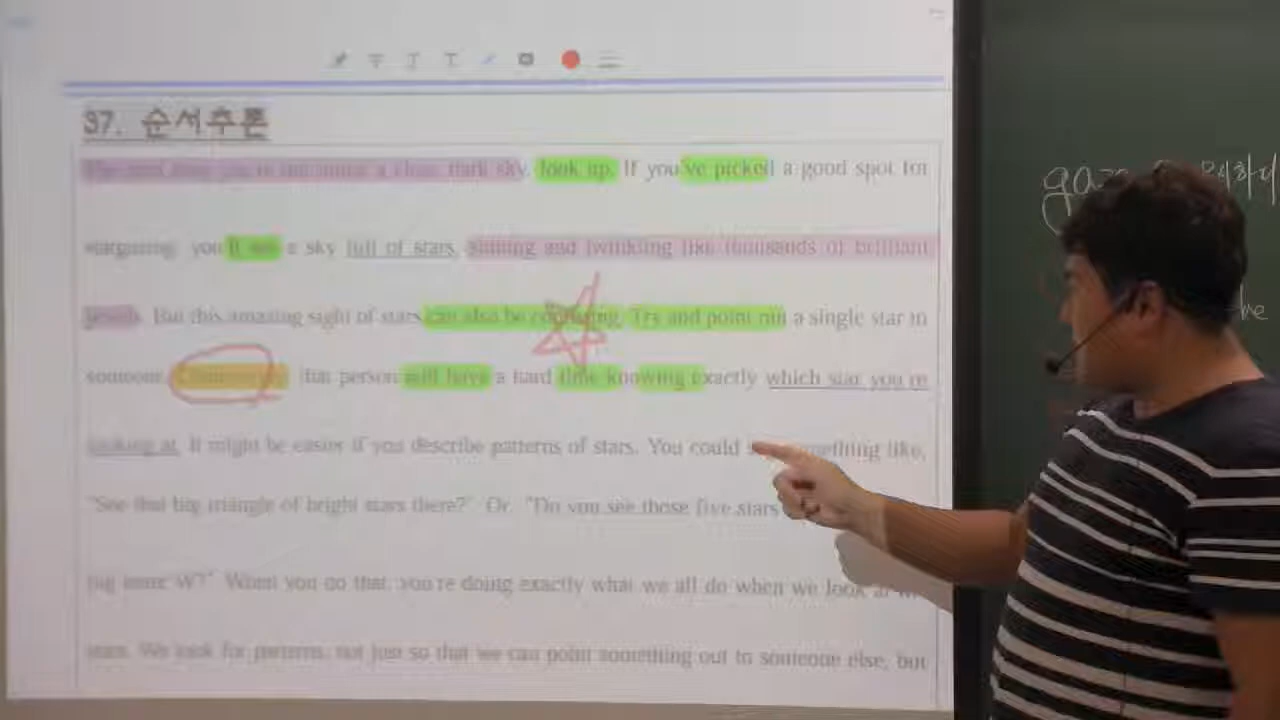 37. 순서추론
The next time you're out under a clear, dark sky, look up. If you've picked a good spot for
stargazing, you'll see a sky full of stars, shining and twinkling like thousands of brilliant
jewels. But this amazing sight of stars can also be confusing. Try and point out a single star to
someone. that person will have a hard time knowing exactly which star you're
looking at. It might be easier if you describe patterns of stars. You could something like,
"See that big triangle of bright stars there?" Or, "Do you see those five stars
big letter W?" When you do that, you're doing exactly what we all do when we look at
stars. We look for patterns, not just so that we can point something out to someone else, but
he